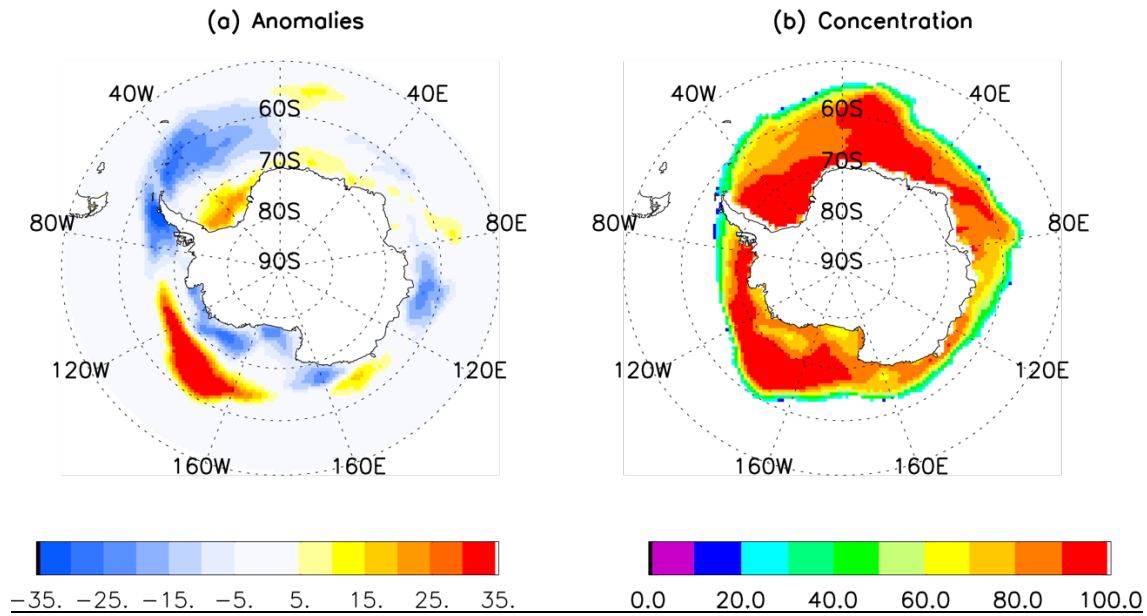 (a) Anomalies
(b) Concentration
40W 40E
60S
70S
80S
80W 80E
90S
120W 120E
160W 160E
40W 40E
60S
70S
80S
80W 80E
90S
120W 120E
160W 160E
−35. −25. −15. −5. 5. 15. 25. 35.
0.0 20.0 40.0 60.0 80.0 100.0